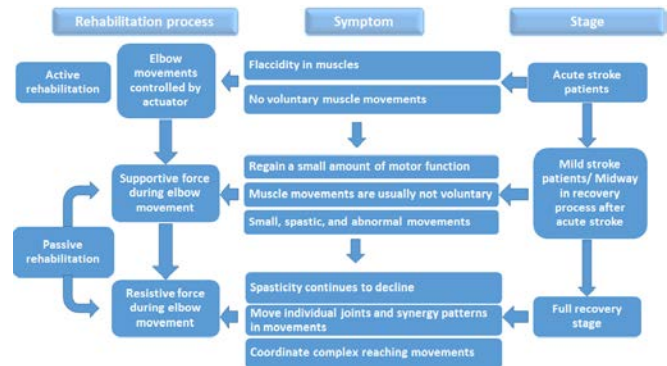 Rehabilitation process
Symptom
Stage
Active
rehabilitation
Elbow
movements
controlled by
actuator
Flaccidity in muscles
No voluntary muscle movements
Acute stroke
patients
Supportive force
during elbow
movement
Regain a small amount of motor function
Muscle movements are usually not voluntary
Small, spastic, and abnormal movements
Mild stroke
patients/ Midway
in recovery
process after
acute stroke
Passive
rehabilitation
Resistive force
during elbow
movement
Spasticity continues to decline
Move individual joints and synergy patterns
in movements
Coordinate complex reaching movements
Full recovery
stage